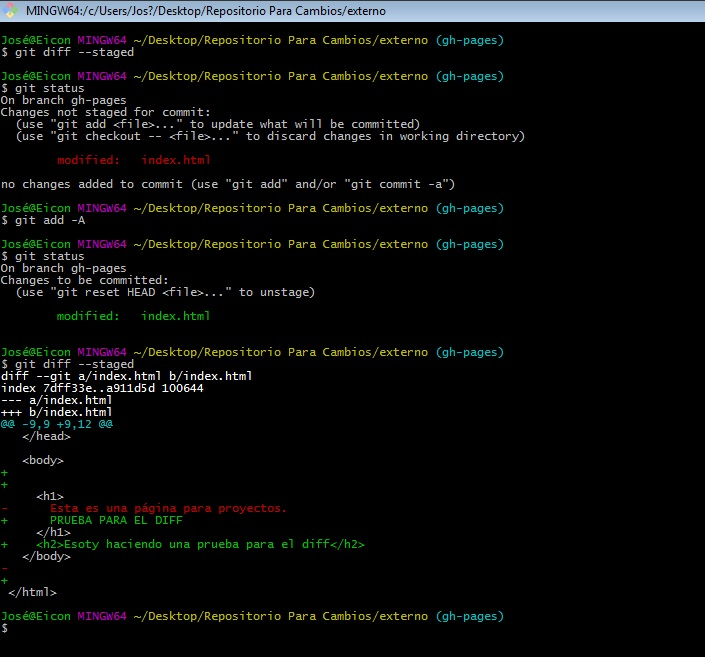 MINGW64:/c/Users/Jos?/Desktop/Repositorio Para Cambios/externo
José@Eicon MINGW64 ~/Desktop/Repositorio Para Cambios/externo (gh-pages)
$ git diff --staged
José@Eicon MINGW64 ~/Desktop/Repositorio Para Cambios/externo (gh-pages)
$ git status
On branch gh-pages
Changes not staged for commit:
  (use "git add <file>..." to update what will be committed)
  (use "git checkout -- <file>..." to discard changes in working directory)
        modified:   index.html
no changes added to commit (use "git add" and/or "git commit -a")
José@Eicon MINGW64 ~/Desktop/Repositorio Para Cambios/externo (gh-pages)
$ git add -A
José@Eicon MINGW64 ~/Desktop/Repositorio Para Cambios/externo (gh-pages)
$ git status
On branch gh-pages
Changes to be committed:
  (use "git reset HEAD <file>..." to unstage)
        modified:   index.html
José@Eicon MINGW64 ~/Desktop/Repositorio Para Cambios/externo (gh-pages)
$ git diff --staged
diff --git a/index.html b/index.html
index 7dff33e..a911d5d 100644
--- a/index.html
+++ b/index.html
@@ -9,9 +9,12 @@
   </head>
   <body>
+
+
     <h1>
-      Esta es una página para proyectos.
+      PRUEBA PARA EL DIFF
     </h1>
+    <h2>Esoty haciendo una prueba para el diff</h2>
   </body>
-
+
 </html>
José@Eicon MINGW64 ~/Desktop/Repositorio Para Cambios/externo (gh-pages)
$